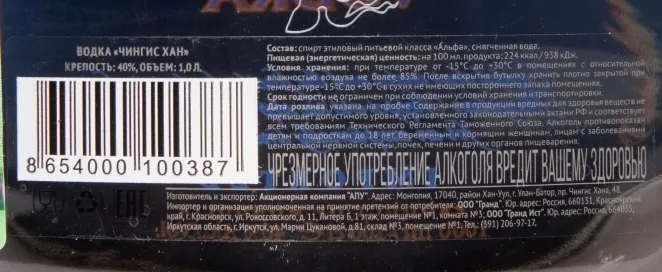 ВОДКА «ЧИНГИС ХАН»
КРЕПОСТЬ: 40%, ОБЪЕМ: 1,0 Л.
8 654000 100387
Состав: спирт этиловый питьевой класса «Альфа», смягченная вода.
Пищевая (энергетическая) ценность: на 100 мл. продукта: 224 ккал / 938 кДж.
Условия хранения: при температуре от -15°С до +30°С в помещениях с относительной
влажностью воздуха не более 85%. После вскрытия бутылку хранить плотно закрытой при
температуре -15°С до +30°С в сухих не имеющих постороннего запаха помещениях.
Срок годности не ограничен при соблюдении условий хранения и транспортировки.
Дата розлива указана на пробке. Содержание в продукции вредных для здоровья веществ не
превышает допустимого уровня, установленного законодательными актами РФ и соответствует
всем требованиям Технического Регламента Таможенного Союза. Алкоголь противопоказан
детям и подросткам до 18 лет, беременным и кормящим женщинам, лицам с заболеваниями
центральной нервной системы, почек, печени и других органов пищеварения.
ЧРЕЗМЕРНОЕ УПОТРЕБЛЕНИЕ АЛКОГОЛЯ ВРЕДИТ ВАШЕМУ ЗДОРОВЬЮ
EAC
Изготовитель и экспортер: Акционерная компания "АПУ". Адрес: Монголия, 17040, район Хан-Уул, г. Улан-Батор, пр. Чингис Хана, 48.
Импортер и организация уполномоченная на принятие претензий от потребителя: ООО "Гранд". Юр. адрес: Россия, 660131, Красноярский
край, г. Красноярск, ул. Рокоссовского, д. 11, Литера Б, 1 этаж, помещение №1, комната №3; ООО "Гранд Ист". Юр. адрес: Россия, 664035,
Иркутская область, г. Иркутск, ул. Марии Цукановой, д.81, склад №3, помещение №1. Тел.: (391) 206-97-17.